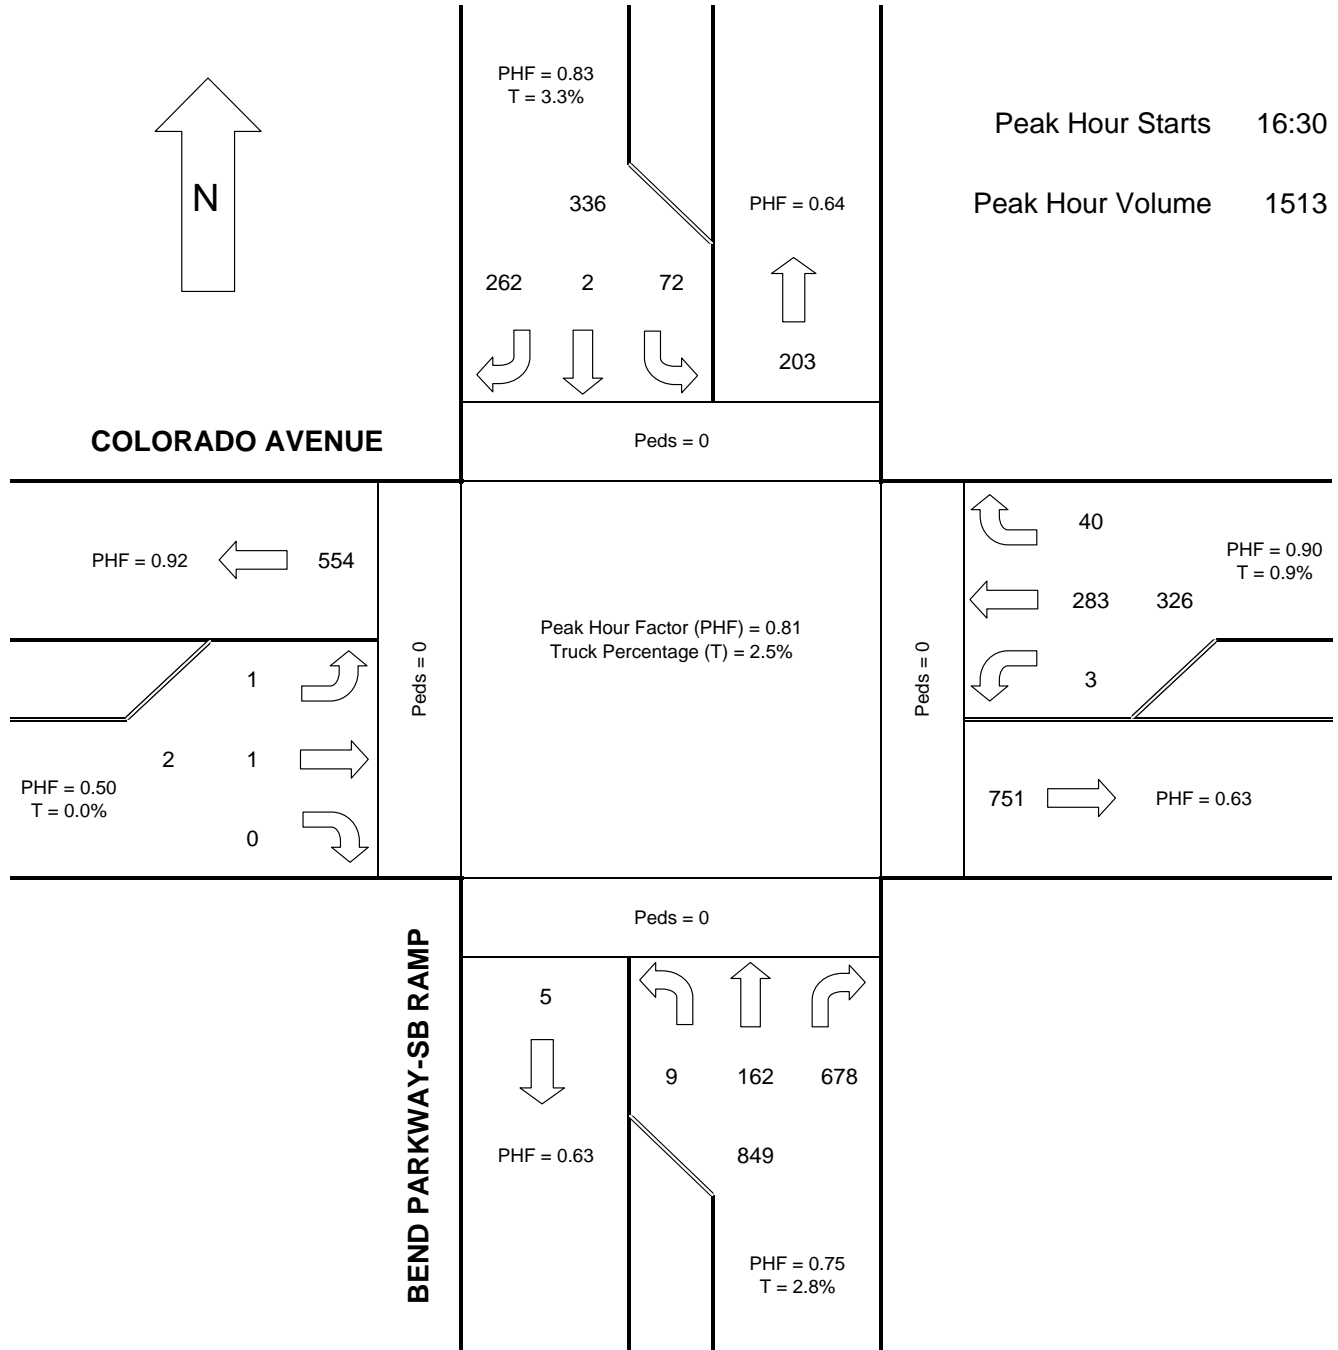 PHF = 0.83
T = 3.3%
Peak Hour Starts 16:30
N
336
PHF = 0.64
Peak Hour Volume 1513
262 2 72
203
COLORADO AVENUE
Peds = 0
40
PHF = 0.92 554
PHF = 0.90
T = 0.9%
283 326
Peak Hour Factor (PHF) = 0.81
Truck Percentage (T) = 2.5%
Peds = 0
Peds = 0
1
3
2 1
PHF = 0.50
T = 0.0%
751 PHF = 0.63
0
Peds = 0
BEND PARKWAY-SB RAMP
5
9 162 678
PHF = 0.63
849
PHF = 0.75
T = 2.8%